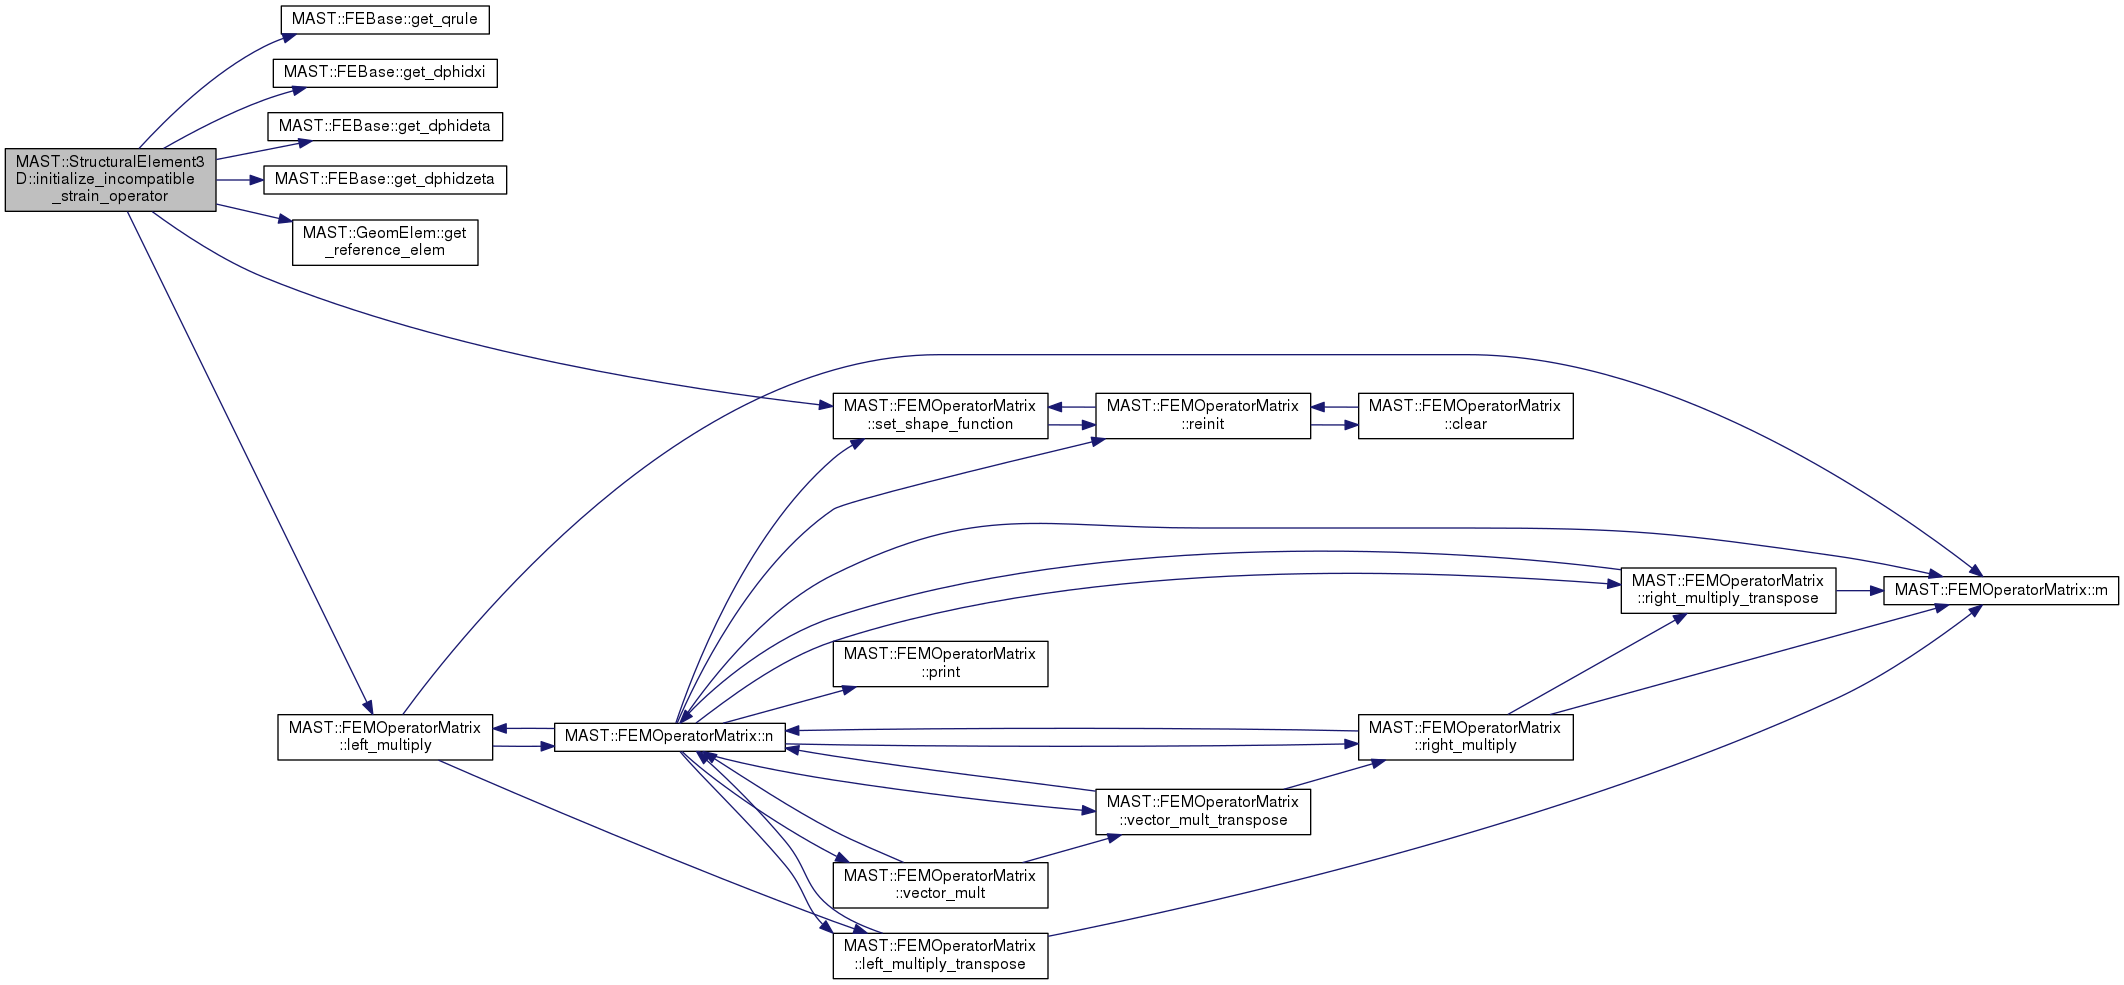 MAST::FEBase::get_qrule
MAST::FEBase::get_dphidxi
MAST::FEBase::get_dphideta
MAST::StructuralElement3
D::initialize_incompatible
_strain_operator
MAST::FEBase::get_dphidzeta
MAST::GeomElem::get
_reference_elem
MAST::FEMOperatorMatrix
::set_shape_function
MAST::FEMOperatorMatrix
::reinit
MAST::FEMOperatorMatrix
::clear
MAST::FEMOperatorMatrix
::right_multiply_transpose
MAST::FEMOperatorMatrix::m
MAST::FEMOperatorMatrix
::print
MAST::FEMOperatorMatrix
::left_multiply
MAST::FEMOperatorMatrix::n
MAST::FEMOperatorMatrix
::right_multiply
MAST::FEMOperatorMatrix
::vector_mult_transpose
MAST::FEMOperatorMatrix
::vector_mult
MAST::FEMOperatorMatrix
::left_multiply_transpose